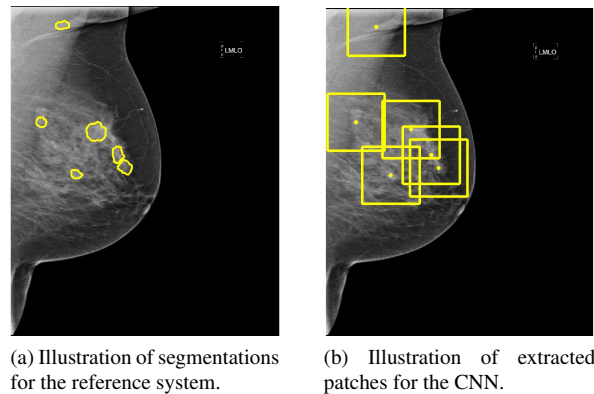 LMLO
LMLO
(a) Illustration of segmentations
for the reference system.
(b) Illustration of extracted
patches for the CNN.